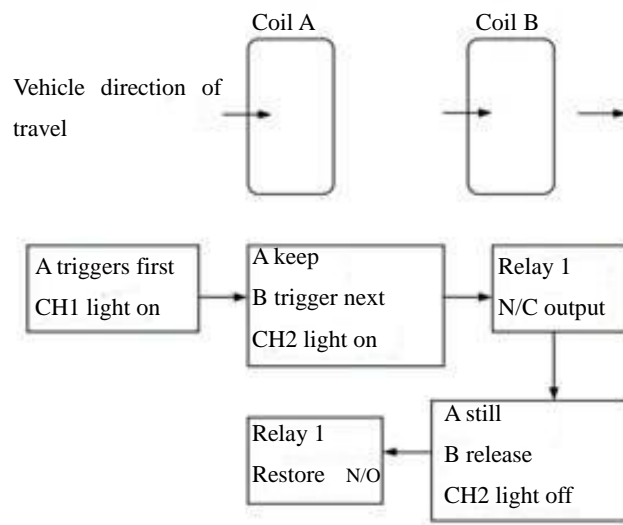 Coil A
Coil B
Vehicle direction of
travel
A triggers first
CH1 light on
A keep
B trigger next
CH2 light on
Relay 1
N/C output
A still
B release
CH2 light off
Relay 1
Restore N/O